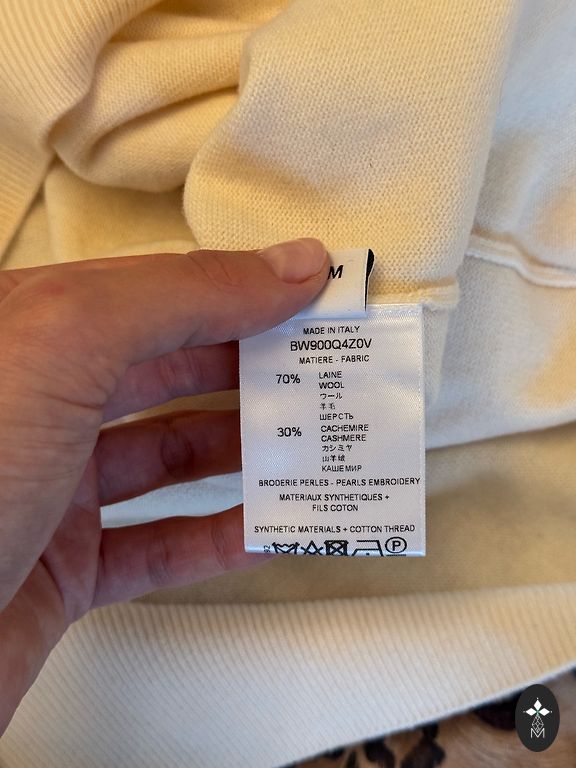 M
MADE IN ITALY
BW900Q4Z0V
MATIERE - FABRIC
70% LAINE
WOOL
ウール
羊毛
ШЕРСТЬ
30% CACHEMIRE
CASHMERE
カシミヤ
山羊绒
КАШЕМИР
BRODERIE PERLES - PEARLS EMBROIDERY
MATERIAUX SYNTHETIQUES +
FILS COTON
SYNTHETIC MATERIALS + COTTON THREAD
P
M